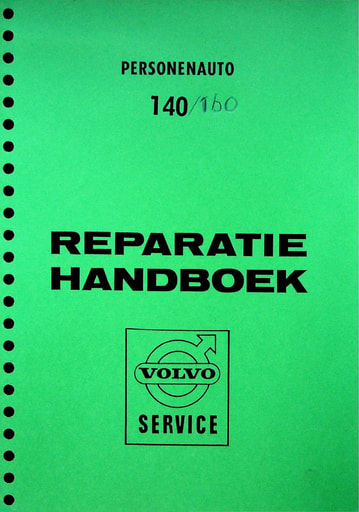 PERSONENAUTO
140/160
REPARATIE
HANDBOEK
VOLVO
SERVICE